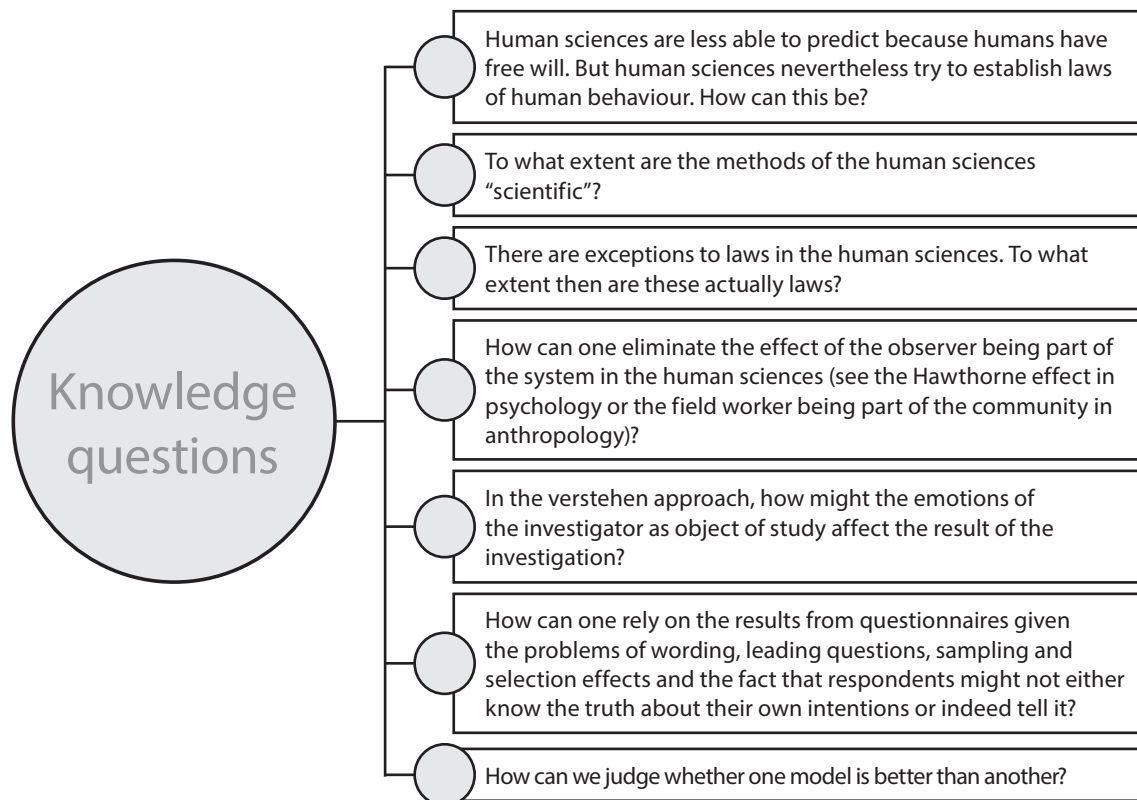 Knowledge
questions
Human sciences are less able to predict because humans have
free will. But human sciences nevertheless try to establish laws
of human behaviour. How can this be?
To what extent are the methods of the human sciences
“scientific”?
There are exceptions to laws in the human sciences. To what
extent then are these actually laws?
How can one eliminate the effect of the observer being part of
the system in the human sciences (see the Hawthorne effect in
psychology or the field worker being part of the community in
anthropology)?
In the verstehen approach, how might the emotions of
the investigator as object of study affect the result of the
investigation?
How can one rely on the results from questionnaires given
the problems of wording, leading questions, sampling and
selection effects and the fact that respondents might not either
know the truth about their own intentions or indeed tell it?
How can we judge whether one model is better than another?